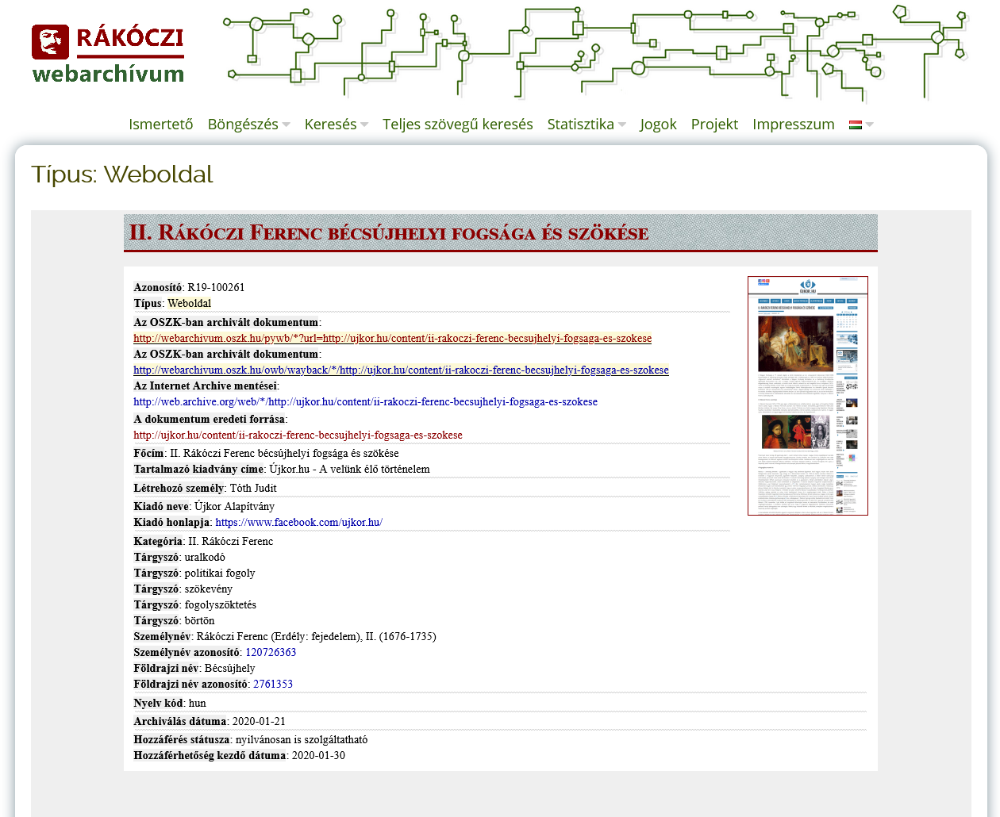 RÁKÓCZI
webarchívum
Ismertető Böngészés Keresés Teljes szövegű keresés Statisztika Jogok Projekt Impresszum
Típus: Weboldal
II. Rákóczi Ferenc bécsújhelyi fogsága és szökése
Azonosító: R19-100261
Típus: Weboldal
Az OSZK-ban archivált dokumentum:
http://webarchivum.oszk.hu/pywb/*?url=http://ujkor.hu/content/ii-rakoczi-ferenc-becsujhelyi-fogsaga-es-szokese
Az OSZK-ban archivált dokumentum:
http://webarchivum.oszk.hu/owb/wayback/*/http://ujkor.hu/content/ii-rakoczi-ferenc-becsujhelyi-fogsaga-es-szokese
Az Internet Archive mentései:
http://web.archive.org/web/*/http://ujkor.hu/content/ii-rakoczi-ferenc-becsujhelyi-fogsaga-es-szokese
A dokumentum eredeti forrása:
http://ujkor.hu/content/ii-rakoczi-ferenc-becsujhelyi-fogsaga-es-szokese
Főcím: II. Rákóczi Ferenc bécsújhelyi fogsága és szökése
Tartalmazó kiadvány címe: Újkor.hu - A velünk élő történelem
Létrehozó személy: Tóth Judit
Kiadó neve: Újkor Alapítvány
Kiadó honlapja: https://www.facebook.com/ujkor.hu/
Kategória: II. Rákóczi Ferenc
Tárgyszó: uralkodó
Tárgyszó: politikai fogoly
Tárgyszó: szökevény
Tárgyszó: fogolyszöktetés
Tárgyszó: börtön
Személynév: Rákóczi Ferenc (Erdély: fejedelem), II. (1676-1735)
Személynév azonosító: 120726363
Földrajzi név: Bécsújhely
Földrajzi név azonosító: 2761353
Nyelv kód: hun
Archiválás dátuma: 2020-01-21
Hozzáférés státusza: nyilvánosan is szolgáltatható
Hozzáférhetőség kezdő dátuma: 2020-01-30
ÚJKOR.HU